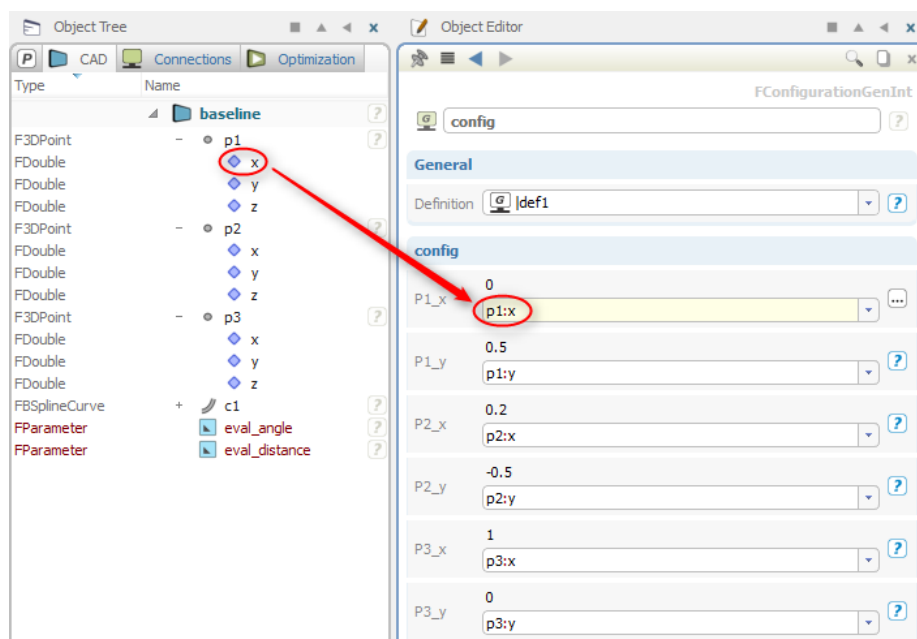 Object Tree
P CAD Connections Optimization
Type Name
baseline ?
F3DPoint p1 ?
FDouble x
FDouble y
FDouble z
F3DPoint p2 ?
FDouble x
FDouble y
FDouble z
F3DPoint p3 ?
FDouble x
FDouble y
FDouble z
FBSplineCurve c1 ?
FParameter eval_angle ?
FParameter eval_distance ?
Object Editor
FConfigurationGenInt
G config ?
General
Definition G |def1 ?
config
0
P1_x p1:x ...
0.5
P1_y p1:y ?
0.2
P2_x p2:x ?
-0.5
P2_y p2:y ?
1
P3_x p3:x ?
0
P3_y p3:y ?